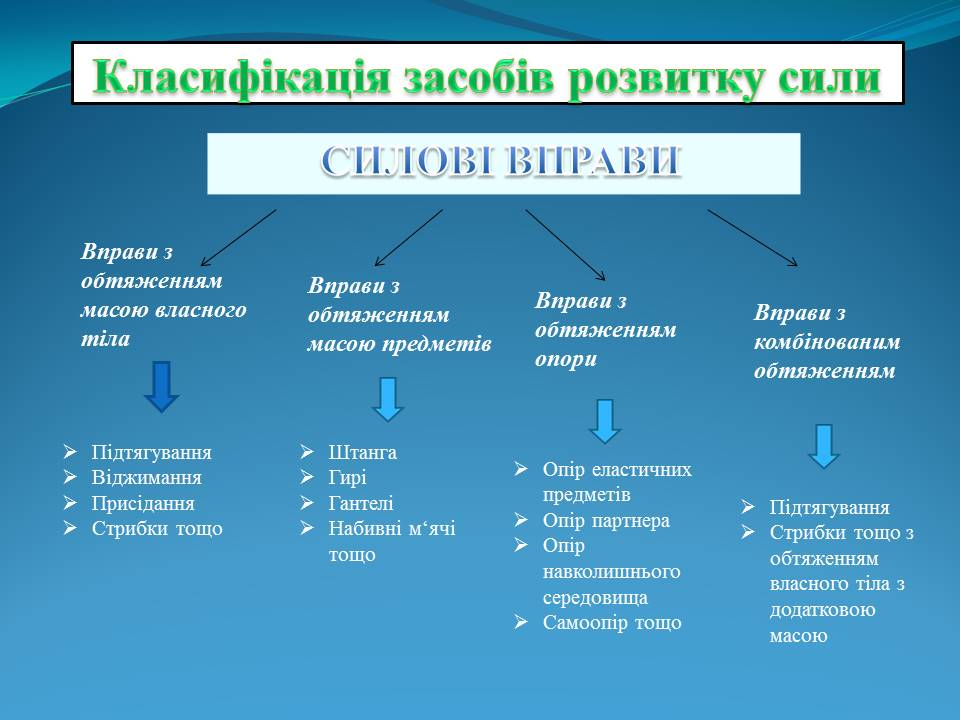 Класифікація засобів розвитку сили
СИЛОВІ ВПРАВИ
Вправи з
обтяженням
масою власного
тіла
Підтягування
Віджимання
Присідання
Стрибки тощо
Вправи з
обтяженням
масою предметів
Штанга
Гирі
Гантелі
Набивні м‘ячі
тощо
Вправи з
обтяженням
опори
Опір еластичних
предметів
Опір партнера
Опір
навколишнього
середовища
Самоопір тощо
Вправи з
комбінованим
обтяженням
Підтягування
Стрибки тощо з
обтяженням
власного тіла з
додатковою
масою